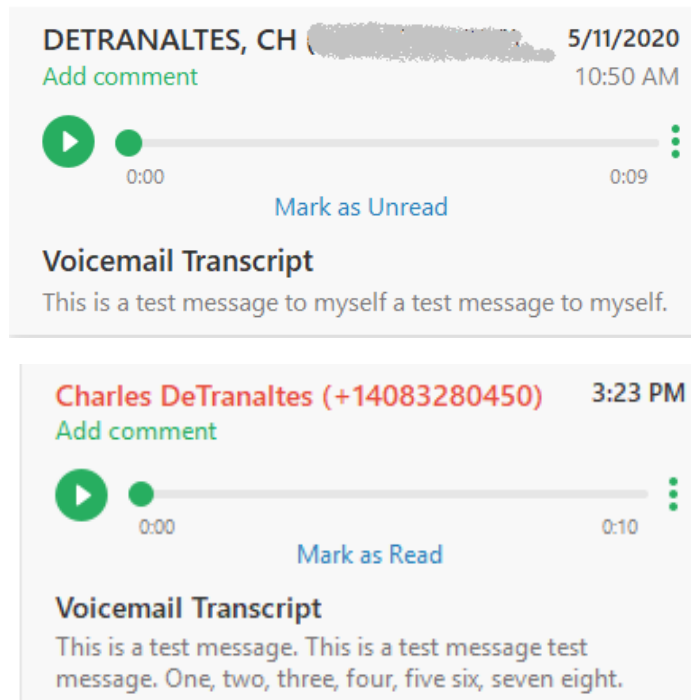 DETRANALTES, CH ( 5/11/2020
Add comment 10:50 AM
0:00 0:09
Mark as Unread
Voicemail Transcript
This is a test message to myself a test message to myself.
Charles DeTranaltes (+14083280450) 3:23 PM
Add comment
0:00 0:10
Mark as Read
Voicemail Transcript
This is a test message. This is a test message test
message. One, two, three, four, five six, seven eight.